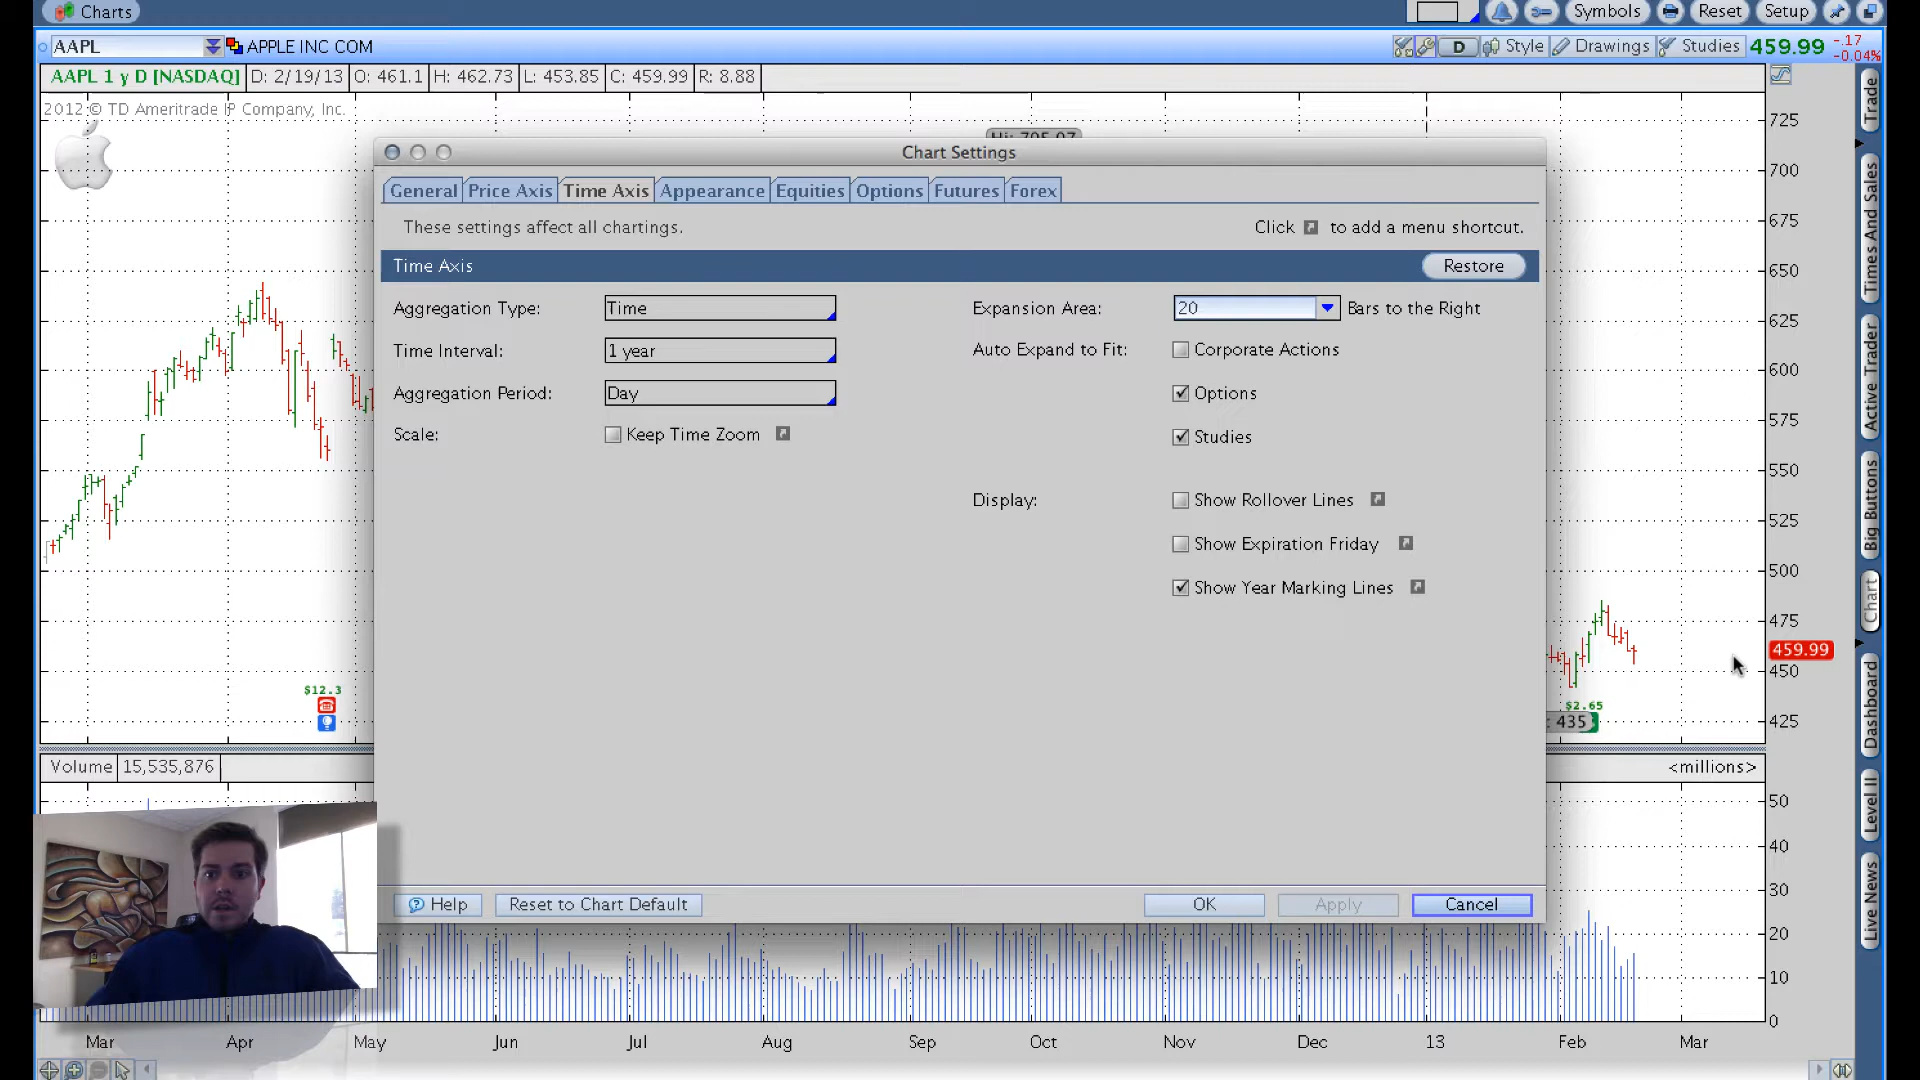 Charts
Symbols
Reset
Setup
AAPL
APPLE INC COM
D
Style
Drawings
Studies
459.99
-.17
-0.04%
AAPL 1 y D [NASDAQ]
D: 2/19/13
O: 461.1
H: 462.73
L: 453.85
C: 459.99
R: 8.88
2012 © TD Ameritrade IP Company, Inc.
Hi: 705.07
Chart Settings
General
Price Axis
Time Axis
Appearance
Equities
Options
Futures
Forex
These settings affect all chartings.
Click to add a menu shortcut.
Time Axis
Restore
Aggregation Type:
Time
Expansion Area:
20
Bars to the Right
Time Interval:
1 year
Auto Expand to Fit:
Corporate Actions
Aggregation Period:
Day
Options
Scale:
Keep Time Zoom
Studies
Display:
Show Rollover Lines
Show Expiration Friday
Show Year Marking Lines
Help
Reset to Chart Default
OK
Apply
Cancel
725
700
675
650
625
600
575
550
525
500
475
459.99
450
425
$12.3
$2.65
: 435
Volume
15,535,876
<millions>
50
40
30
20
10
0
Mar
Apr
May
Jun
Jul
Aug
Sep
Oct
Nov
Dec
13
Feb
Mar
Trade
Times And Sales
Active Trader
Big Buttons
Chart
Dashboard
Level II
Live News